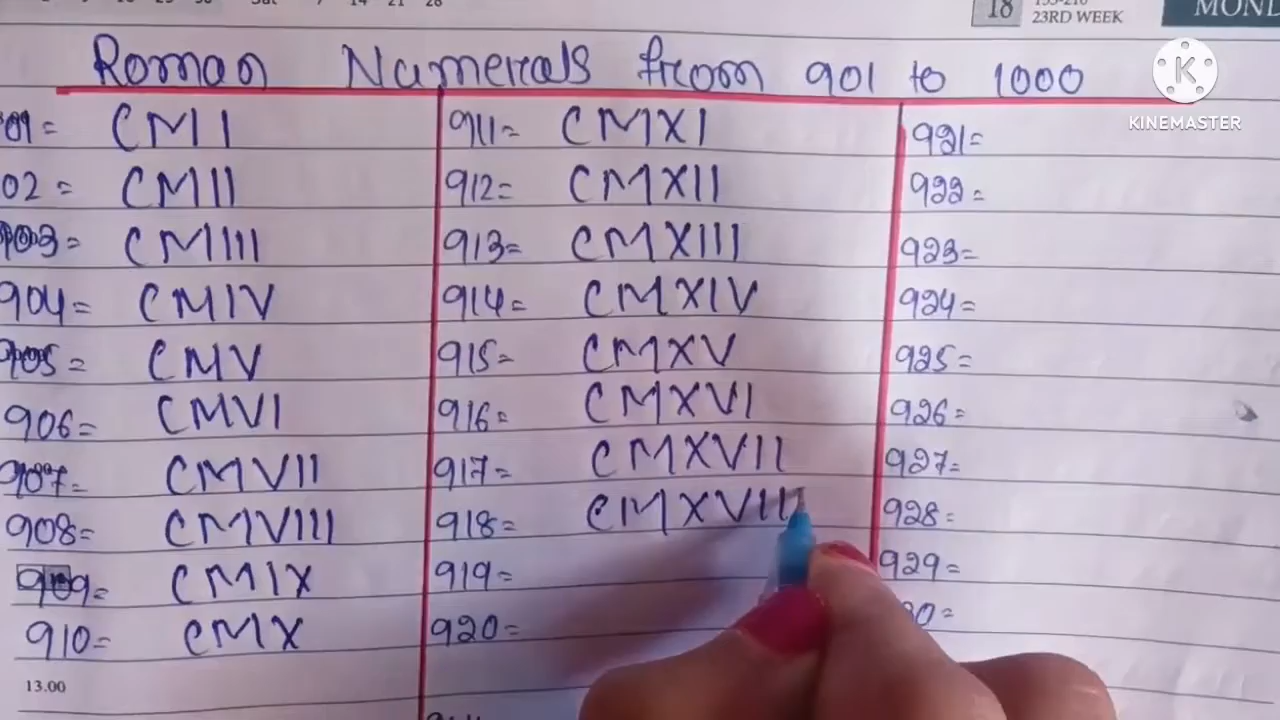 18
23RD WEEK
MOND
Roman Numerals from 901 to 1000
KINEMASTER
CMI
02 = CMII
903= CMIII
904= CMIV
905= CMV
906= CMVI
907= CMVII
908= CMVIII
909= CMIX
910= CMX
13.00
911= CMXI
912= CMXII
913= CMXIII
914= CMXIV
915= CMXV
916= CMXVI
917= CMXVII
918= CMXVIII
919=
920=
921=
922=
923=
924=
925=
926=
927=
928=
929=
30=